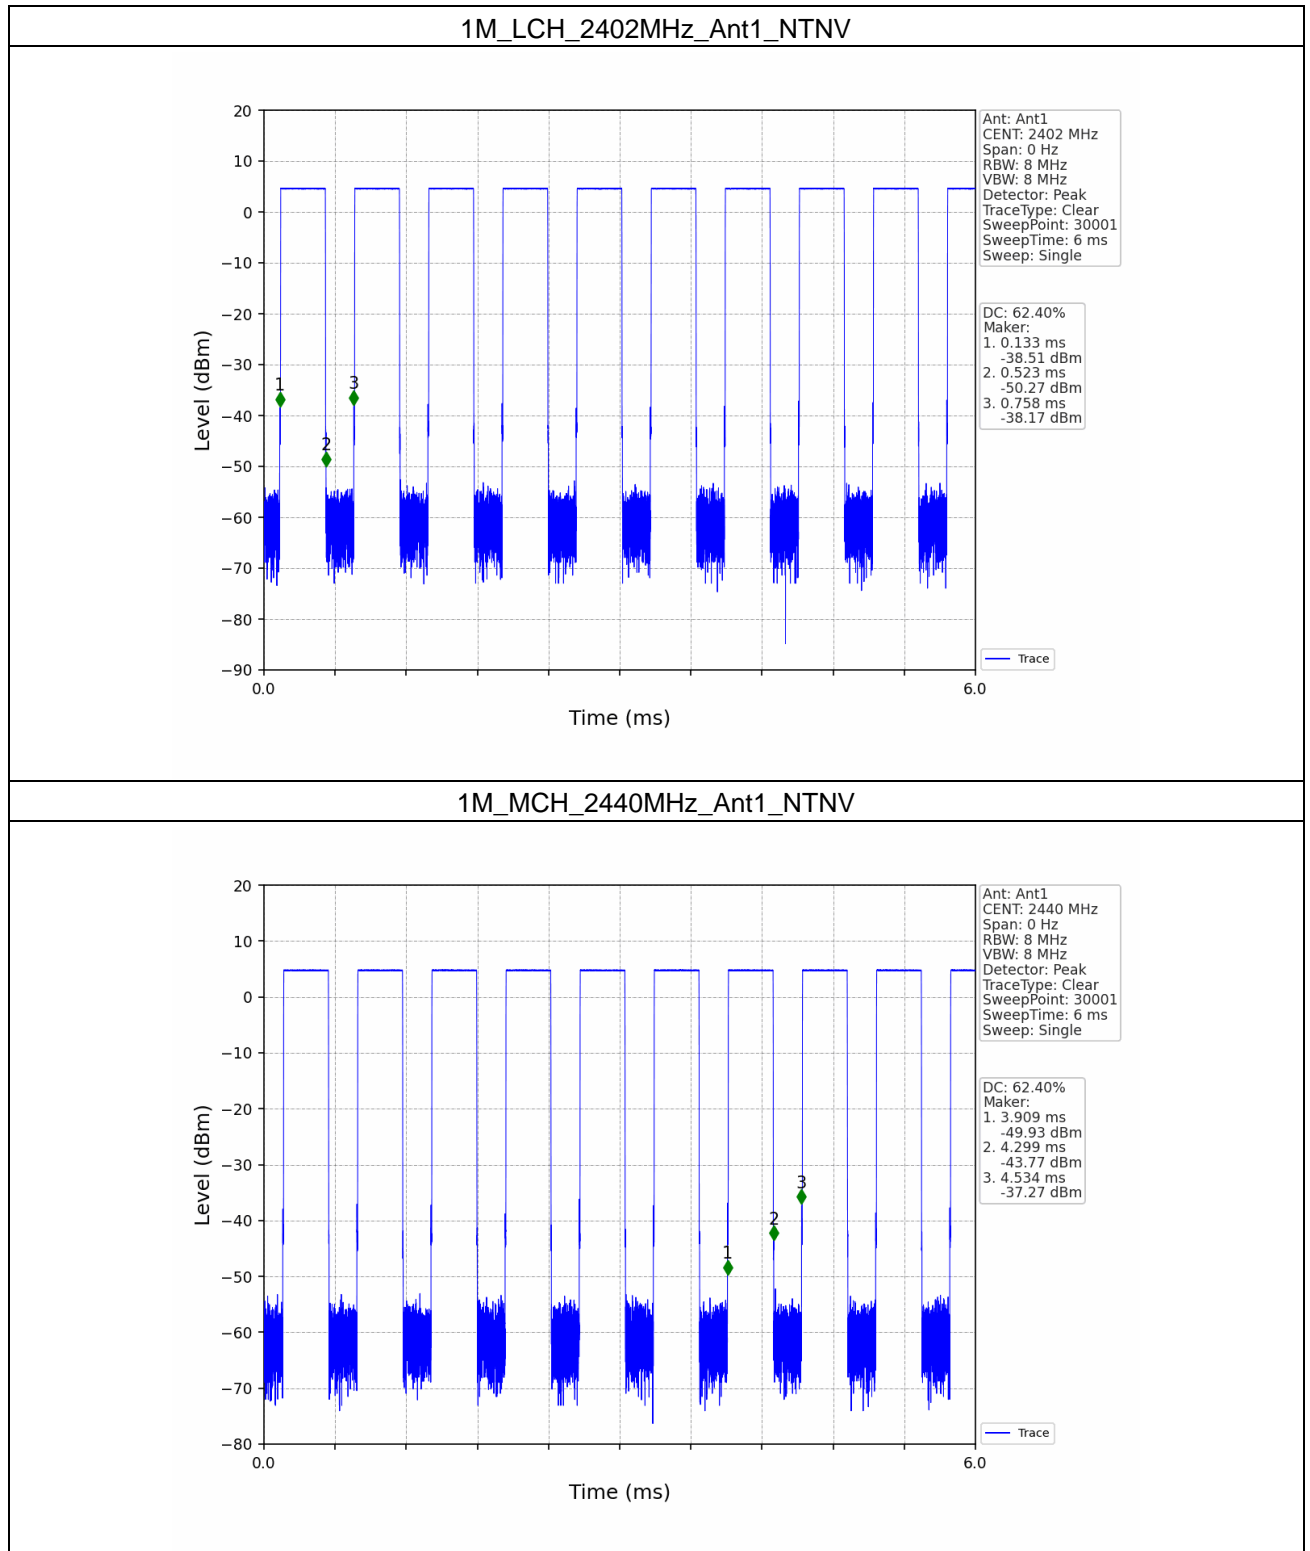 1M_LCH_2402MHz_Ant1_NTNV
20
10
0
−10
−20
−30
−40
−50
−60
−70
−80
−90
Level (dBm)
1
2
3
0.0
6.0
Time (ms)
Ant: Ant1
CENT: 2402 MHz
Span: 0 Hz
RBW: 8 MHz
VBW: 8 MHz
Detector: Peak
TraceType: Clear
SweepPoint: 30001
SweepTime: 6 ms
Sweep: Single
DC: 62.40%
Maker:
1. 0.133 ms
-38.51 dBm
2. 0.523 ms
-50.27 dBm
3. 0.758 ms
-38.17 dBm
Trace
1M_MCH_2440MHz_Ant1_NTNV
20
10
0
−10
−20
−30
−40
−50
−60
−70
−80
Level (dBm)
1
2
3
0.0
6.0
Time (ms)
Ant: Ant1
CENT: 2440 MHz
Span: 0 Hz
RBW: 8 MHz
VBW: 8 MHz
Detector: Peak
TraceType: Clear
SweepPoint: 30001
SweepTime: 6 ms
Sweep: Single
DC: 62.40%
Maker:
1. 3.909 ms
-49.93 dBm
2. 4.299 ms
-43.77 dBm
3. 4.534 ms
-37.27 dBm
Trace